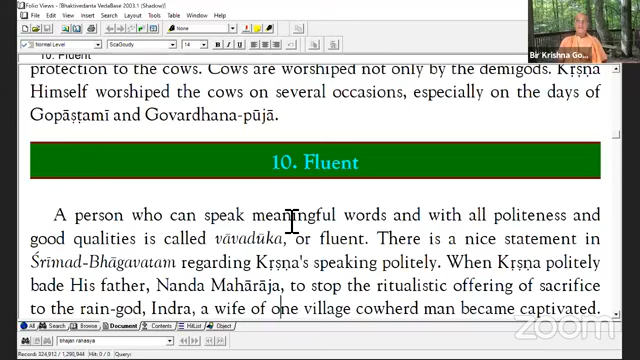 Folio Views - [Bhaktivedanta VedaBase 2003.1 (Shadow)]
File Edit View Search Layout Tools Window Help
None
Normal Level
ScaGoudy
14
10. Fluent
Bir Krishna Go...
protection to the cows. Cows are worshiped not only by the demigods. Kṛṣṇa
Himself worshiped the cows on several occasions, especially on the days of
Gopāṣṭamī and Govardhana-pūjā.
10. Fluent
A person who can speak meaningful words and with all politeness and
good qualities is called vāvadūka, or fluent. There is a nice statement in
Śrīmad-Bhāgavatam regarding Kṛṣṇa's speaking politely. When Kṛṣṇa politely
bade His father, Nanda Mahārāja, to stop the ritualistic offering of sacrifice
to the rain-god, Indra, a wife of one village cowherd man became captivated.
All Search Browse Document Contents HitList Object
zoom
bhajan rahasya
Record: 324,912 / 1,298,944 Hit: 0 / 0 Query: